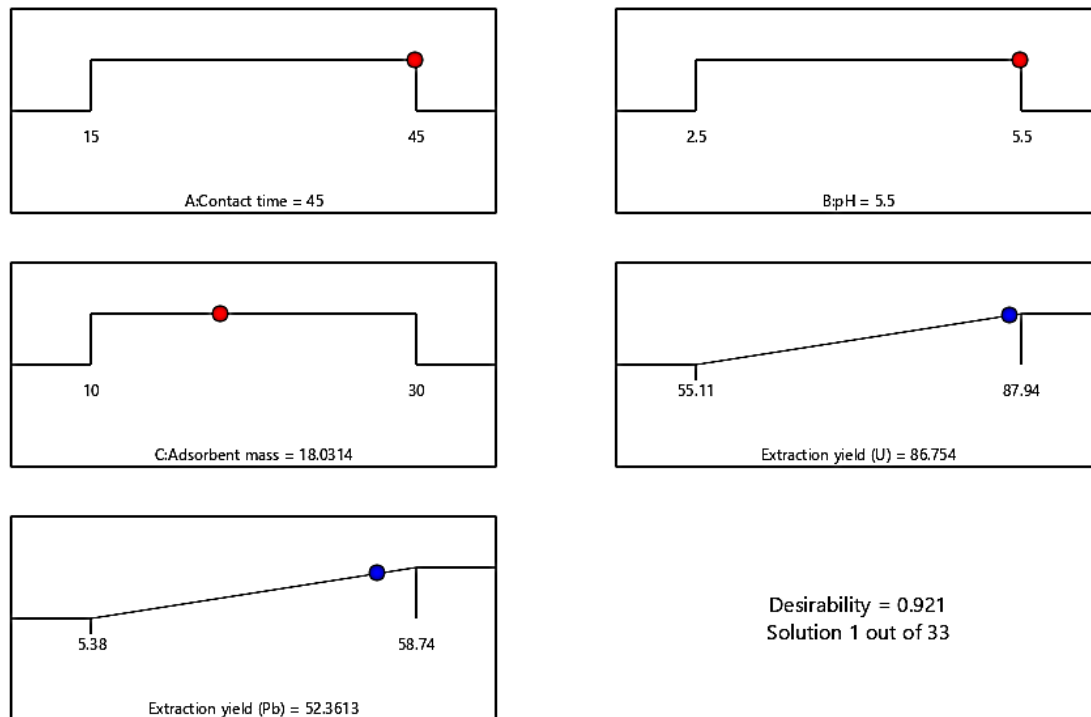 15 45
A:Contact time = 45
2.5 5.5
B:pH = 5.5
10 30
C:Adsorbent mass = 18.0314
55.11 87.94
Extraction yield (U) = 86.754
5.38 58.74
Extraction yield (Pb) = 52.3613
Desirability = 0.921
Solution 1 out of 33